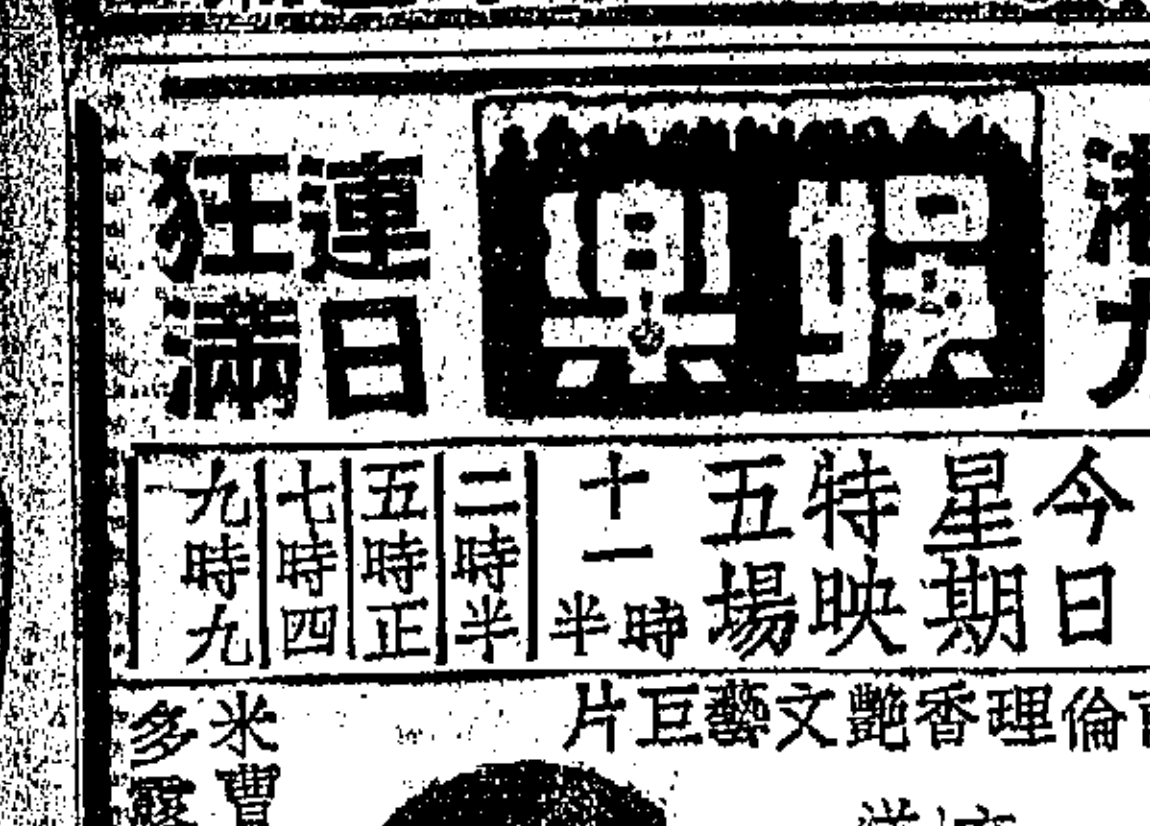 娛樂
連日
狂滿
今日
星期
特映
五場
十一時半
二時半
五時正
七時四
九時九
倫理香艷文藝巨片
米
多